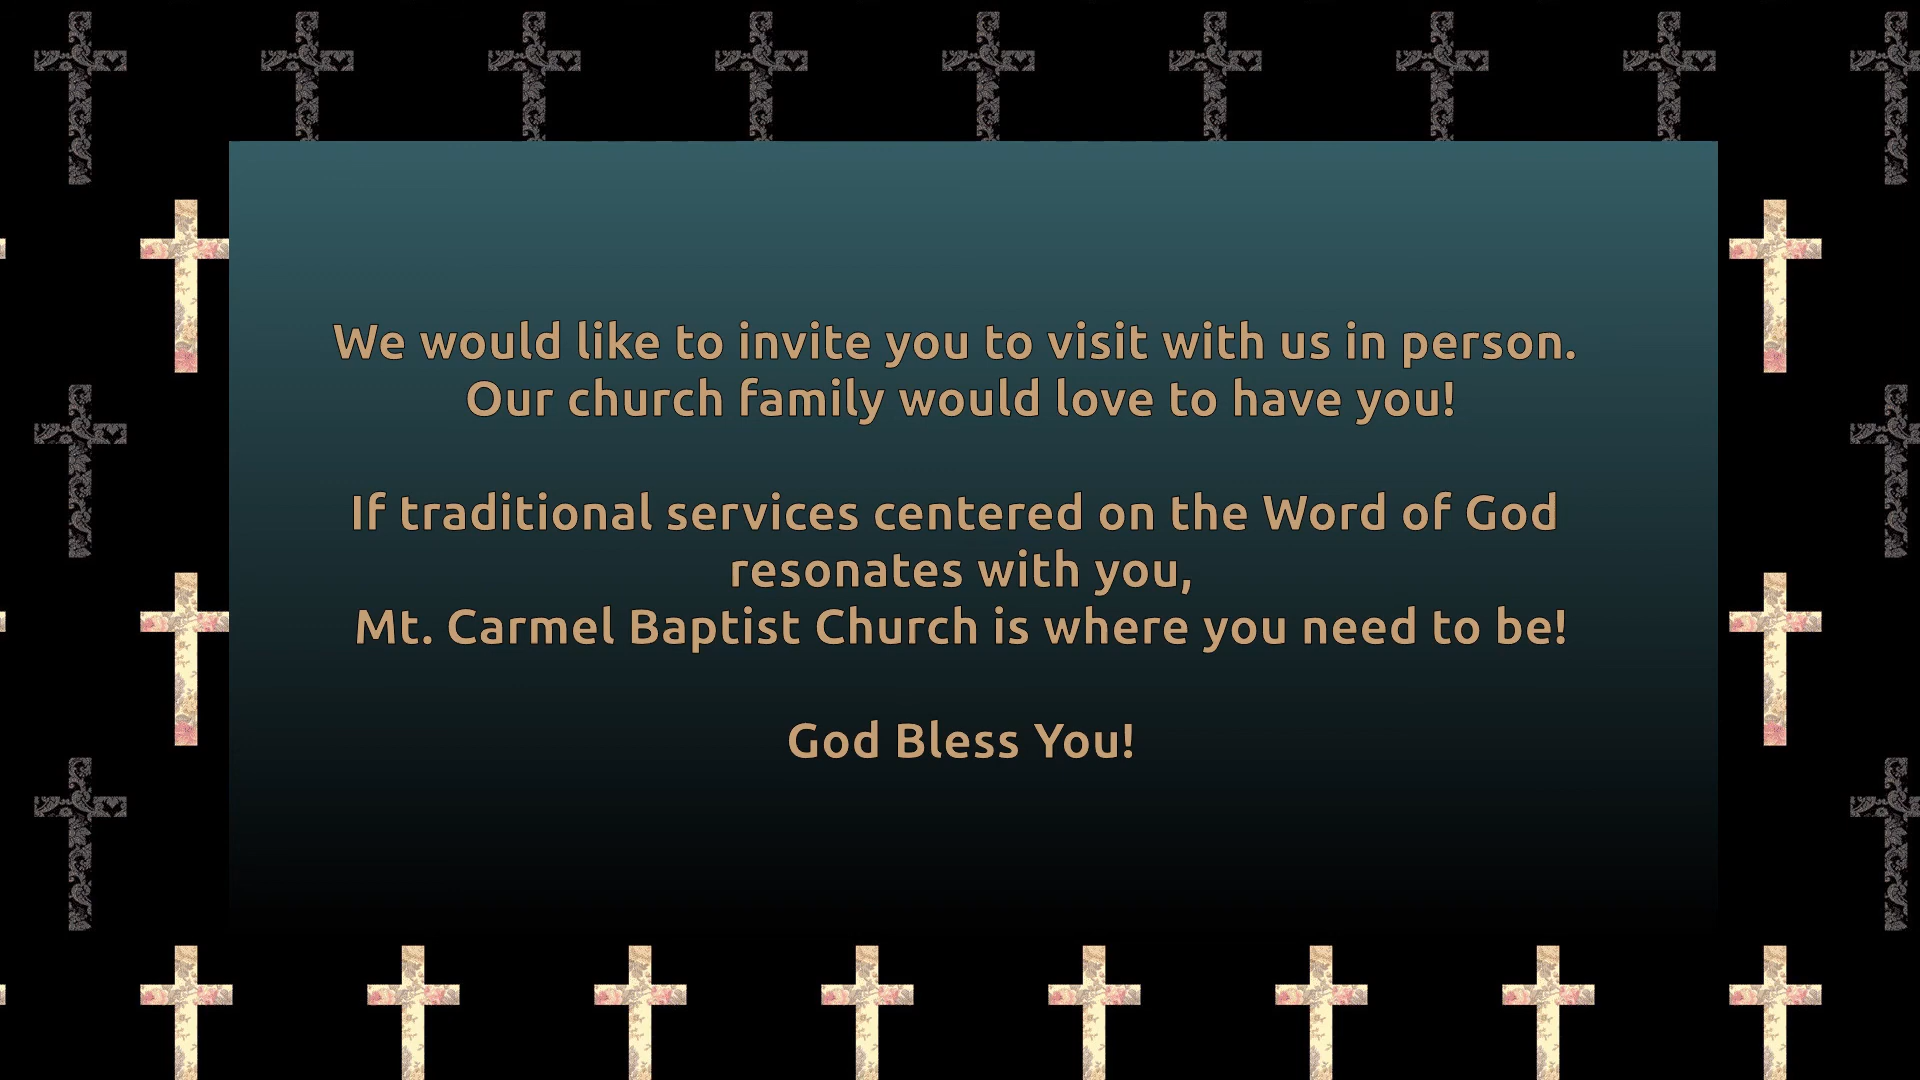 We would like to invite you to visit with us in person.
Our church family would love to have you!
If traditional services centered on the Word of God
resonates with you,
Mt. Carmel Baptist Church is where you need to be!
God Bless You!